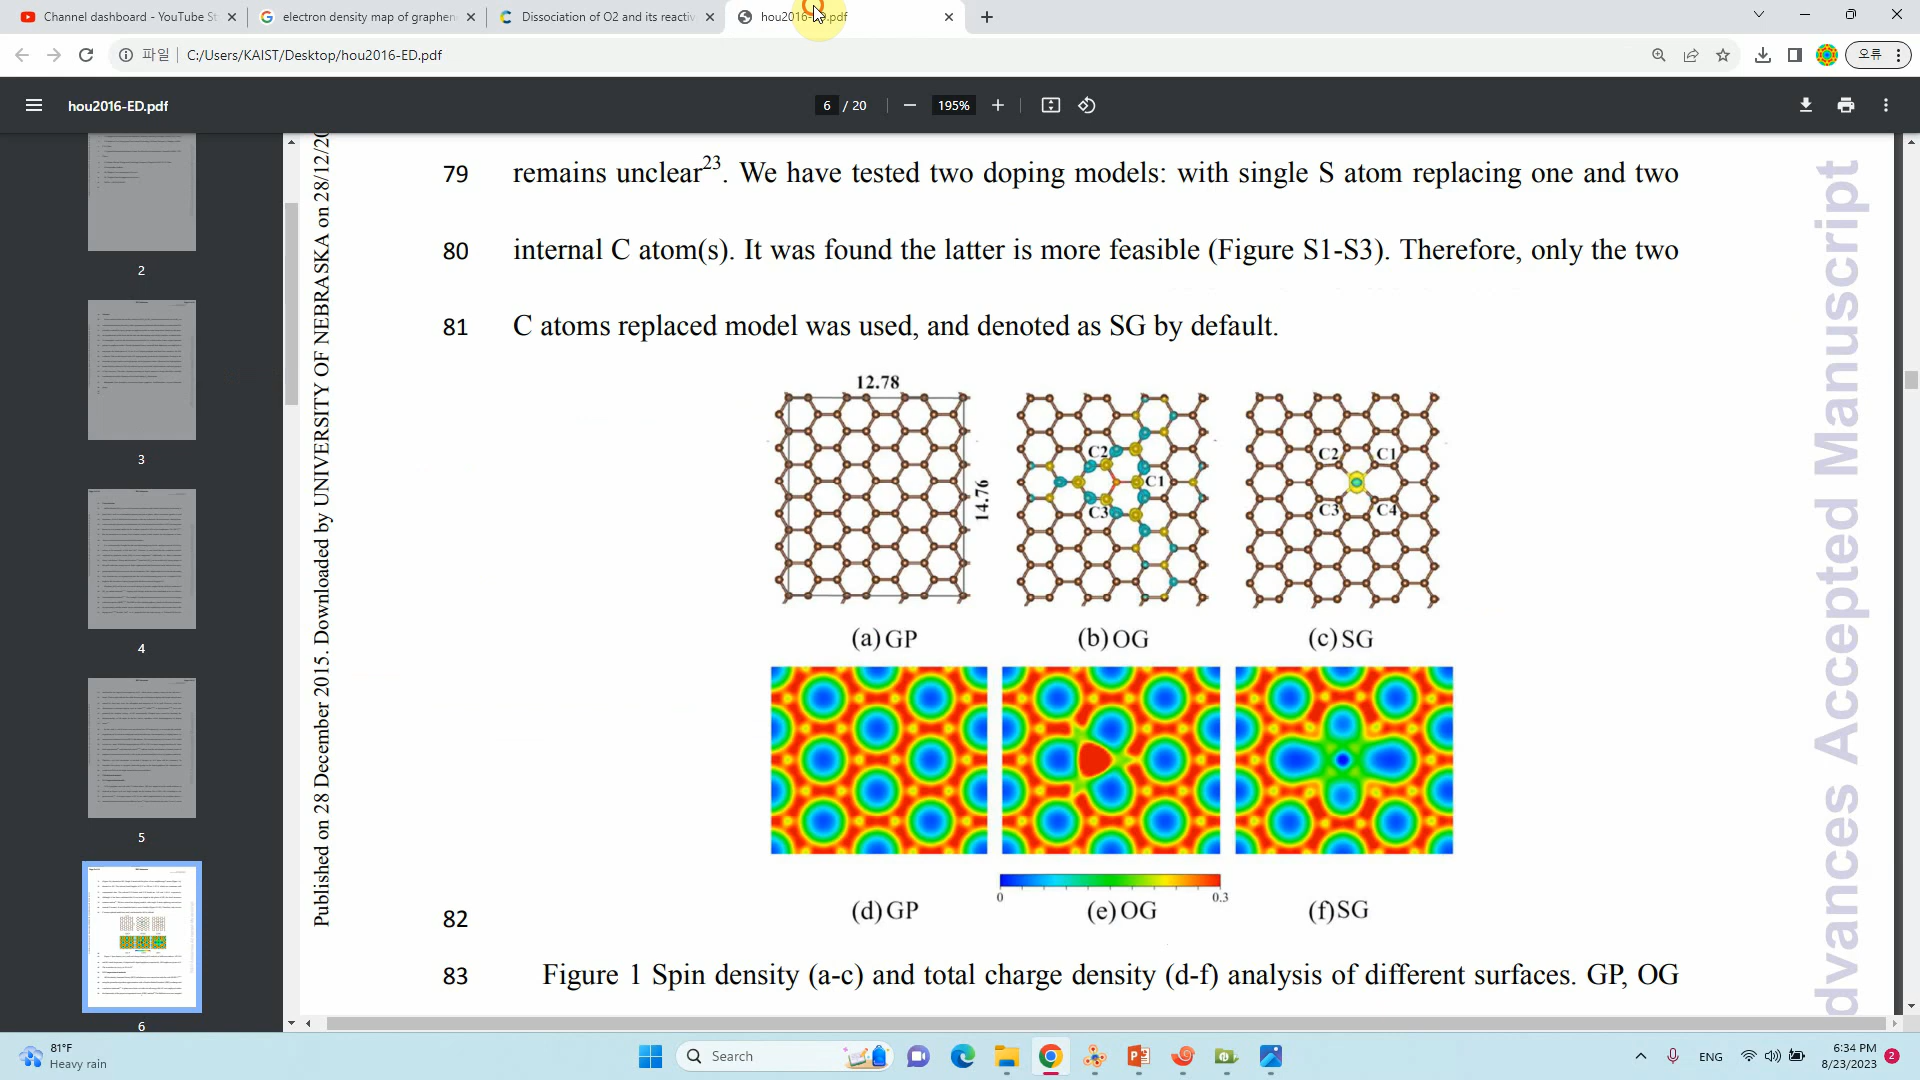 Channel dashboard - YouTube St
electron density map of graphen
Dissociation of O2 and its reactiv
파일
C:/Users/KAIST/Desktop/hou2016-ED.pdf
오류
hou2016-ED.pdf
6 / 20
195%
2
3
4
5
6
Published on 28 December 2015. Downloaded by UNIVERSITY OF NEBRASKA on 28/12/20
79 remains unclear23. We have tested two doping models: with single S atom replacing one and two
80 internal C atom(s). It was found the latter is more feasible (Figure S1-S3). Therefore, only the two
81 C atoms replaced model was used, and denoted as SG by default.
12.78
14.76
C2
C1
C3
C2 C1
C3 C4
(a) GP (b) OG (c) SG
0 0.3
(d) GP (e) OG (f) SG
82
83 Figure 1 Spin density (a-c) and total charge density (d-f) analysis of different surfaces. GP, OG
dvances Accepted Manuscript
81°F
Heavy rain
Search
ENG
6:34 PM
8/23/2023
2